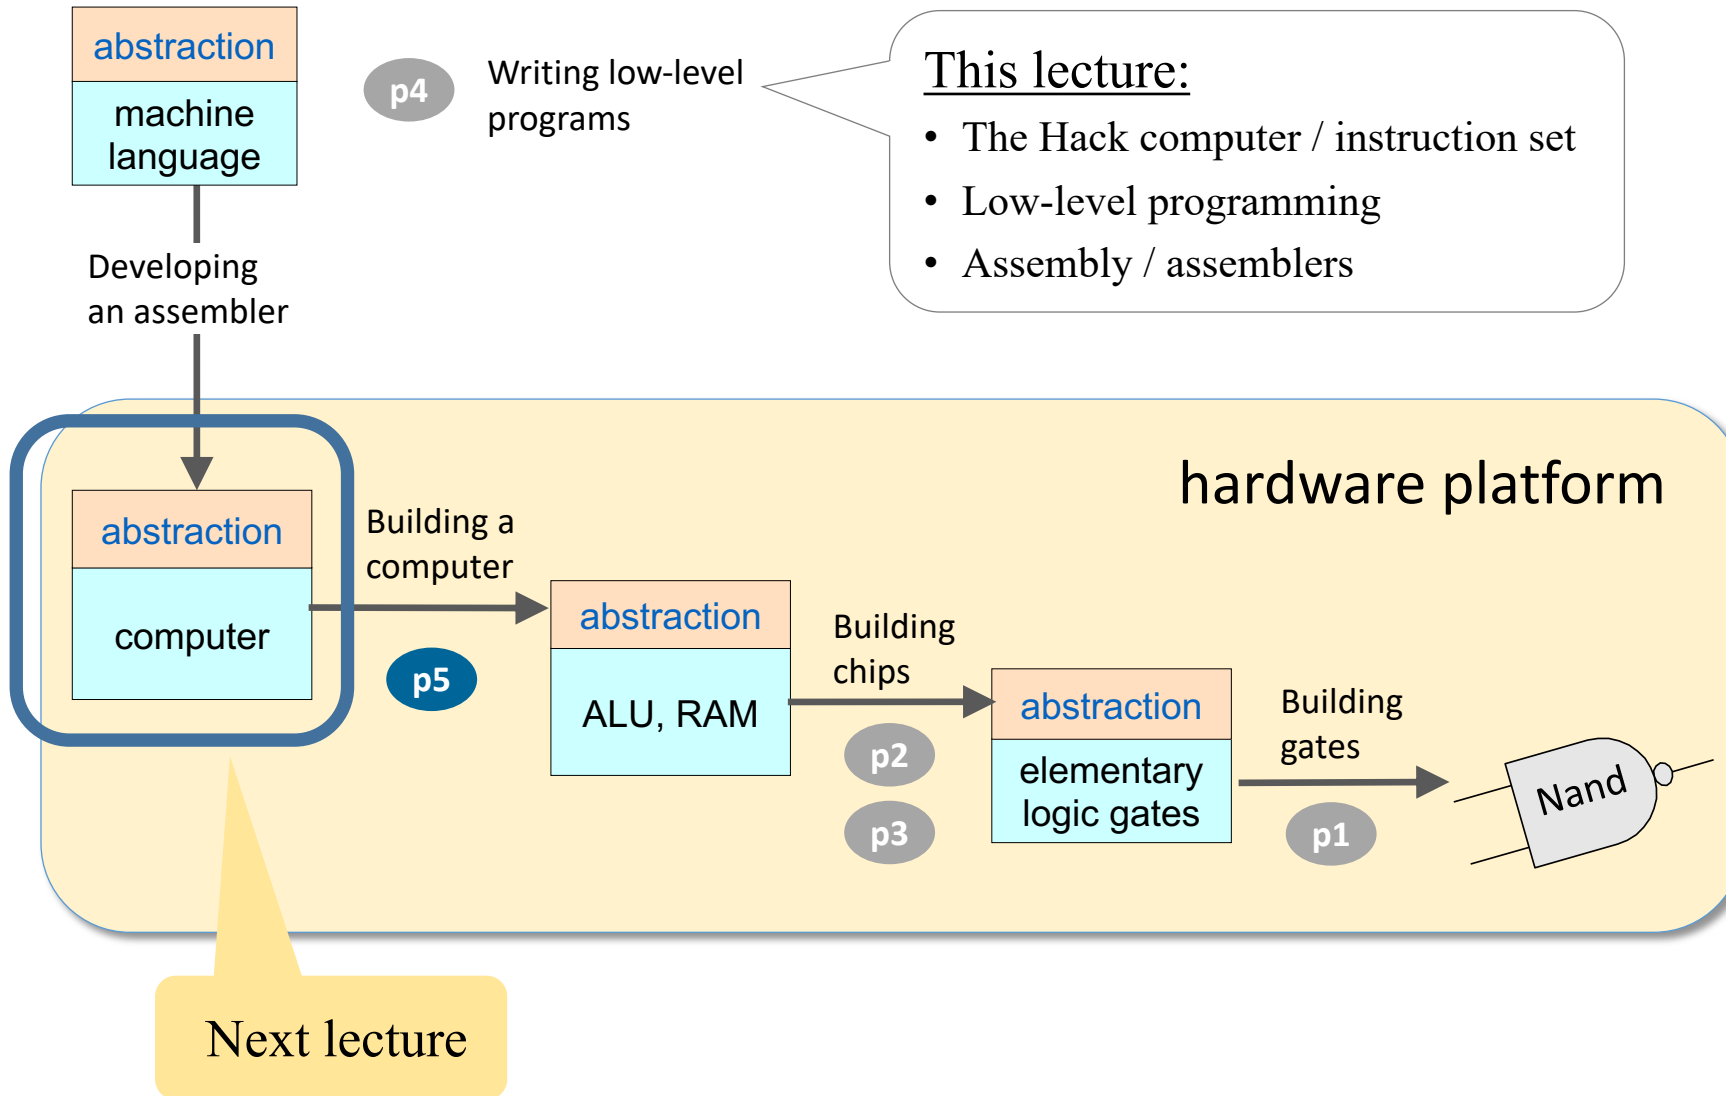 abstraction
machine
language
p4
Writing low-level
programs
This lecture:
• The Hack computer / instruction set
• Low-level programming
• Assembly / assemblers
Developing
an assembler
hardware platform
abstraction
computer
Building a
computer
p5
abstraction
ALU, RAM
Building
chips
p2
p3
abstraction
elementary
logic gates
Building
gates
p1
Nand
Next lecture